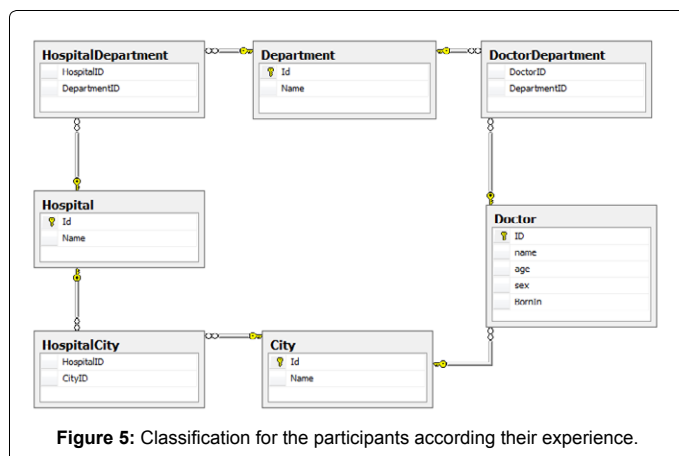 HospitalDepartment
HospitalID
DepartmentID
Department
Id
Name
DoctorDepartment
DoctorID
DepartmentID
Hospital
Id
Name
Doctor
ID
name
age
sex
BornIn
HospitalCity
HospitalID
CityID
City
Id
Name
Figure 5: Classification for the participants according their experience.